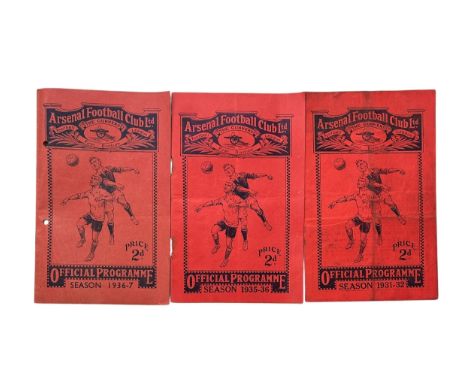 Arsenal Football Club Ltd
PRICE
2d
OFFICIAL PROGRAMME
SEASON 1936-7
Arsenal Football Club Ltd
PRICE
2d
OFFICIAL PROGRAMME
SEASON 1935-36
Arsenal Football Club Ltd
PRICE
2d
OFFICIAL PROGRAMME
SEASON 1931-32